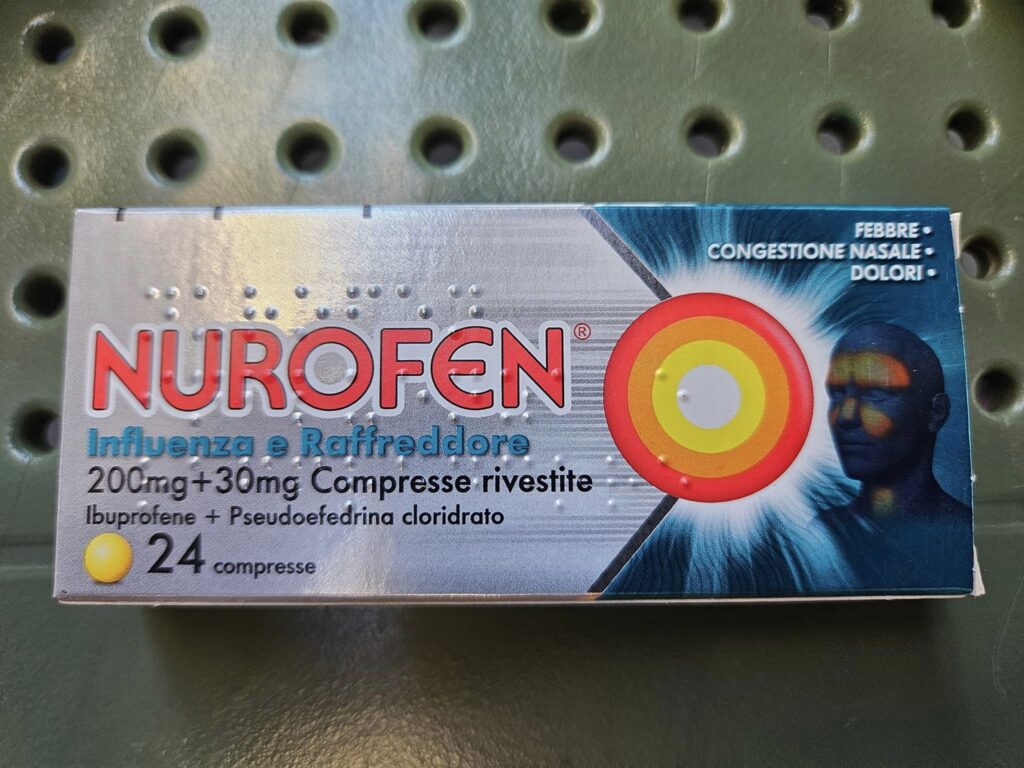 FEBBRE •
CONGESTIONE NASALE •
DOLORI •
NUROFEN®
Influenza e Raffreddore
200mg+30mg Compresse rivestite
Ibuprofene + Pseudoefedrina cloridrato
24 compresse